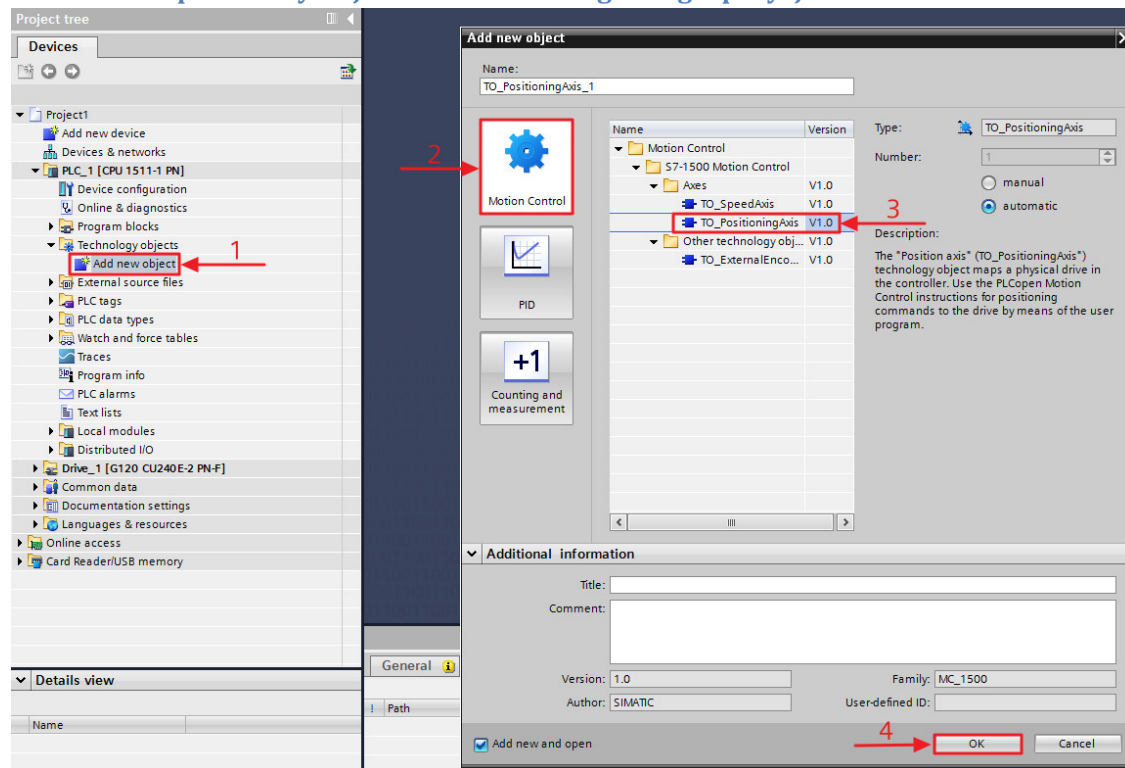 Project tree
Devices
Project1
Add new device
Devices & networks
PLC_1 [CPU 1511-1 PN]
Device configuration
Online & diagnostics
Program blocks
Technology objects
Add new object
1
External source files
PLC tags
PLC data types
Watch and force tables
Traces
Program info
PLC alarms
Text lists
Local modules
Distributed I/O
Drive_1 [G120 CU240E-2 PN-F]
Common data
Documentation settings
Languages & resources
Online access
Card Reader/USB memory
Details view
Name
General
! Path
Add new object
Name:
TO_PositioningAxis_1
2
Motion Control
PID
+1
Counting and
measurement
Name Version
Motion Control
S7-1500 Motion Control
Axes V1.0
TO_SpeedAxis V1.0
TO_PositioningAxis V1.0
3
Other technology obj... V1.0
TO_ExternalEnco... V1.0
Type: TO_PositioningAxis
Number: 1
manual
automatic
Description:
The "Position axis" (TO_PositioningAxis")
technology object maps a physical drive in
the controller. Use the PLCopen Motion
Control instructions for positioning
commands to the drive by means of the user
program.
Additional information
Title:
Comment:
Version: 1.0 Family: MC_1500
Author: SIMATIC User-defined ID:
Add new and open
4
OK Cancel